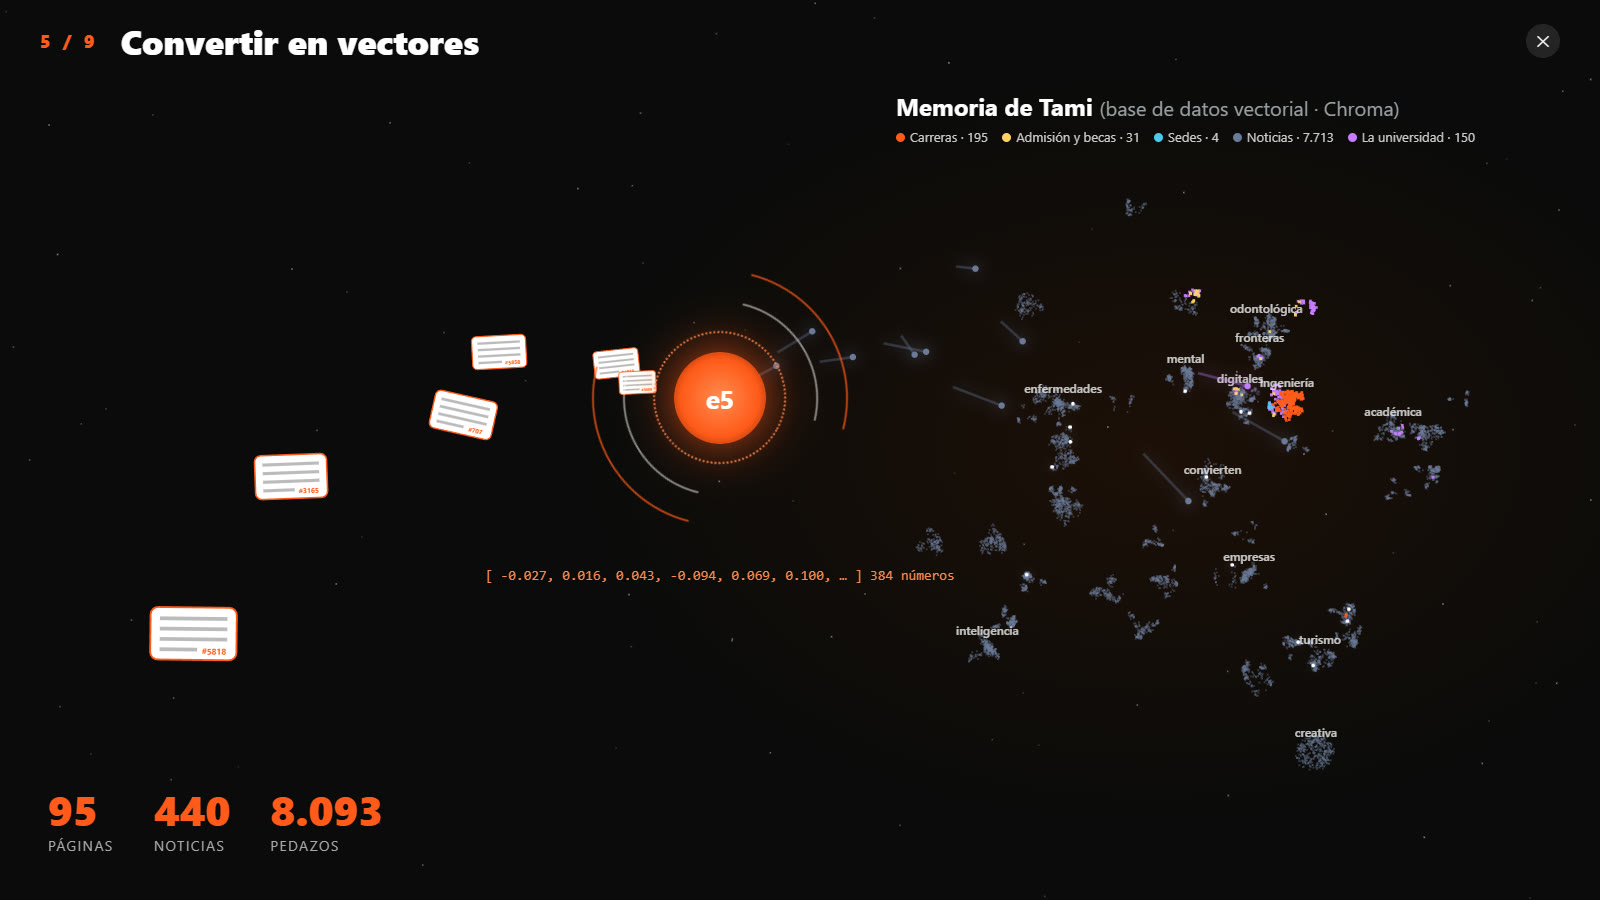 5 / 9 Convertir en vectores
Memoria de Tami (base de datos vectorial · Chroma)
Carreras · 195 Admisión y becas · 31 Sedes · 4 Noticias · 7.713 La universidad · 150
odontológica
fronteras
mental
digitales
Ingeniería
enfermedades
académica
#5858
#707
e5
#3165
convierten
empresas
[ -0.027, 0.016, 0.043, -0.094, 0.069, 0.100, … ] 384 números
inteligencia
turismo
#5818
creativa
95 440 8.093
PÁGINAS NOTICIAS PEDAZOS